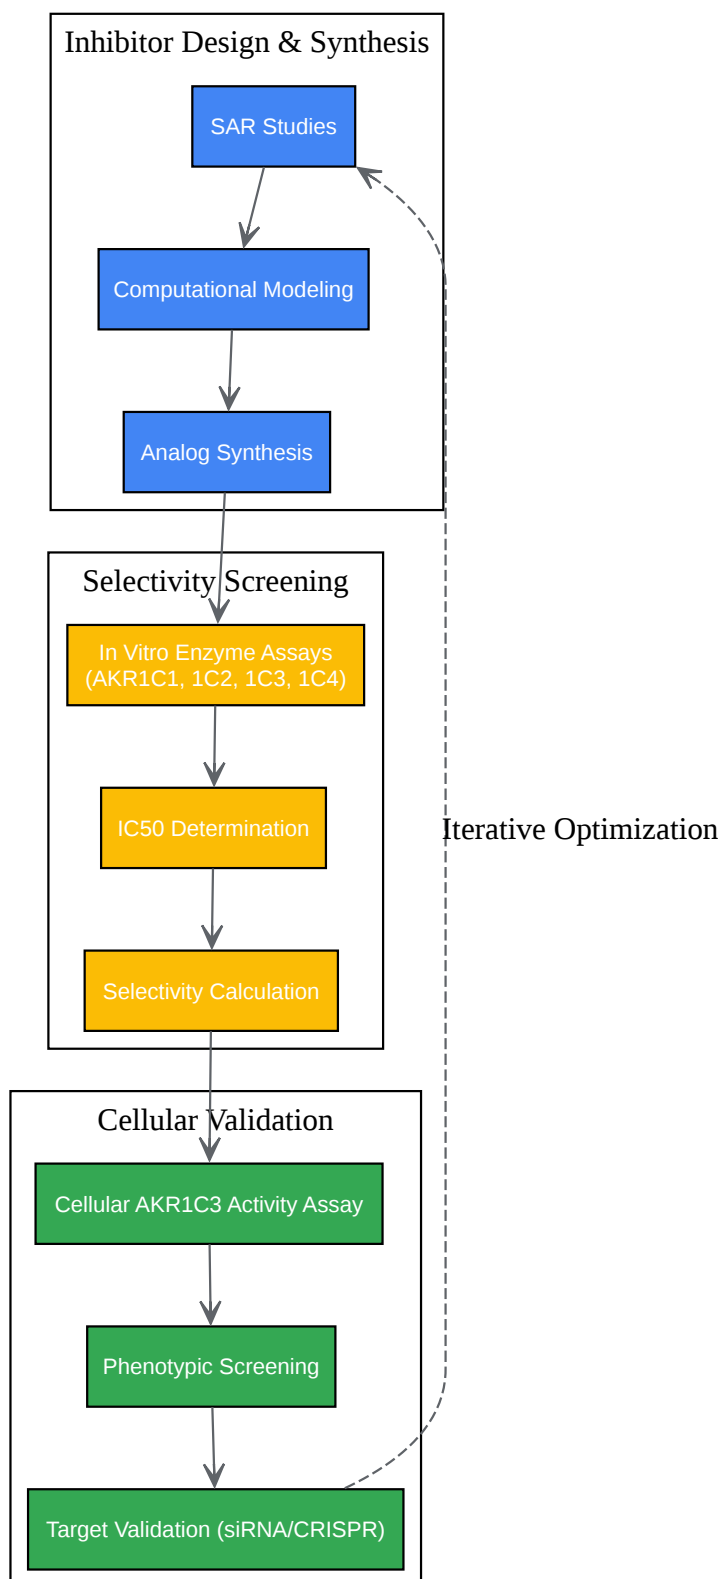 Inhibitor Design & Synthesis
SAR Studies
Computational Modeling
Analog Synthesis
Selectivity Screening
In Vitro Enzyme Assays
(AKR1C1, 1C2, 1C3, 1C4)
IC50 Determination
Iterative Optimization
Selectivity Calculation
Cellular Validation
Cellular AKR1C3 Activity Assay
Phenotypic Screening
Target Validation (siRNA/CRISPR)